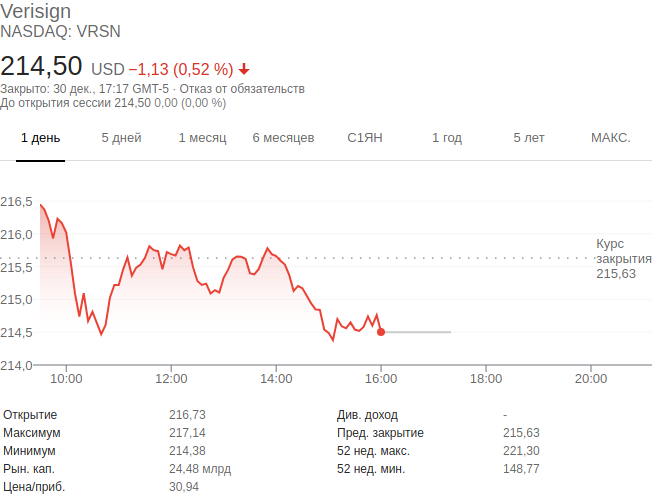 Verisign
NASDAQ: VRSN
214,50 USD −1,13 (0,52 %)
Закрыто: 30 дек., 17:17 GMT-5 · Отказ от обязательств
До открытия сессии 214,50 0,00 (0,00 %)
1 день 5 дней 1 месяц 6 месяцев С1ЯН 1 год 5 лет МАКС.
216,5
216,0
215,5
215,0
214,5
214,0
Курс
закрытия
215,63
10:00 12:00 14:00 16:00 18:00 20:00
Открытие 216,73 Див. доход -
Максимум 217,14 Пред. закрытие 215,63
Минимум 214,38 52 нед. макс. 221,30
Рын. кап. 24,48 млрд 52 нед. мин. 148,77
Цена/приб. 30,94